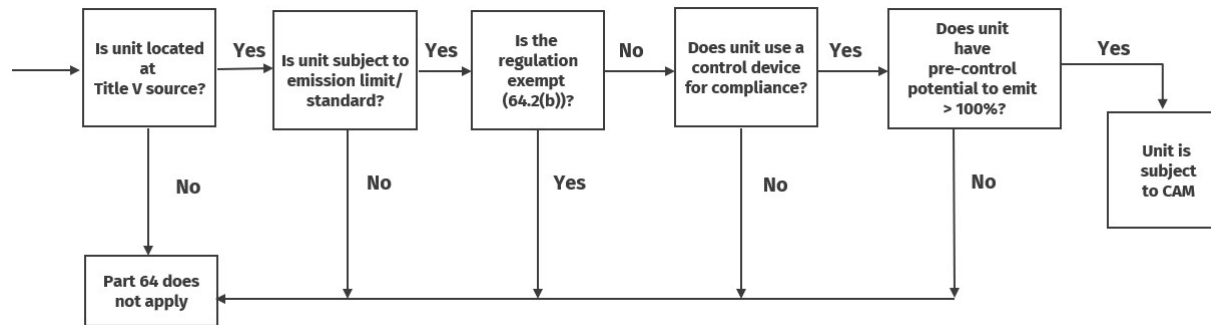 Is unit located
at
Title V source?
Yes
Is unit subject to
emission limit/
standard?
Yes
Is the
regulation
exempt
(64.2(b))?
No
Does unit use a
control device
for compliance?
Yes
Does unit
have
pre-control
potential to emit
> 100%?
Yes
Unit is
subject
to CAM
No
No
Yes
No
No
Part 64 does
not apply